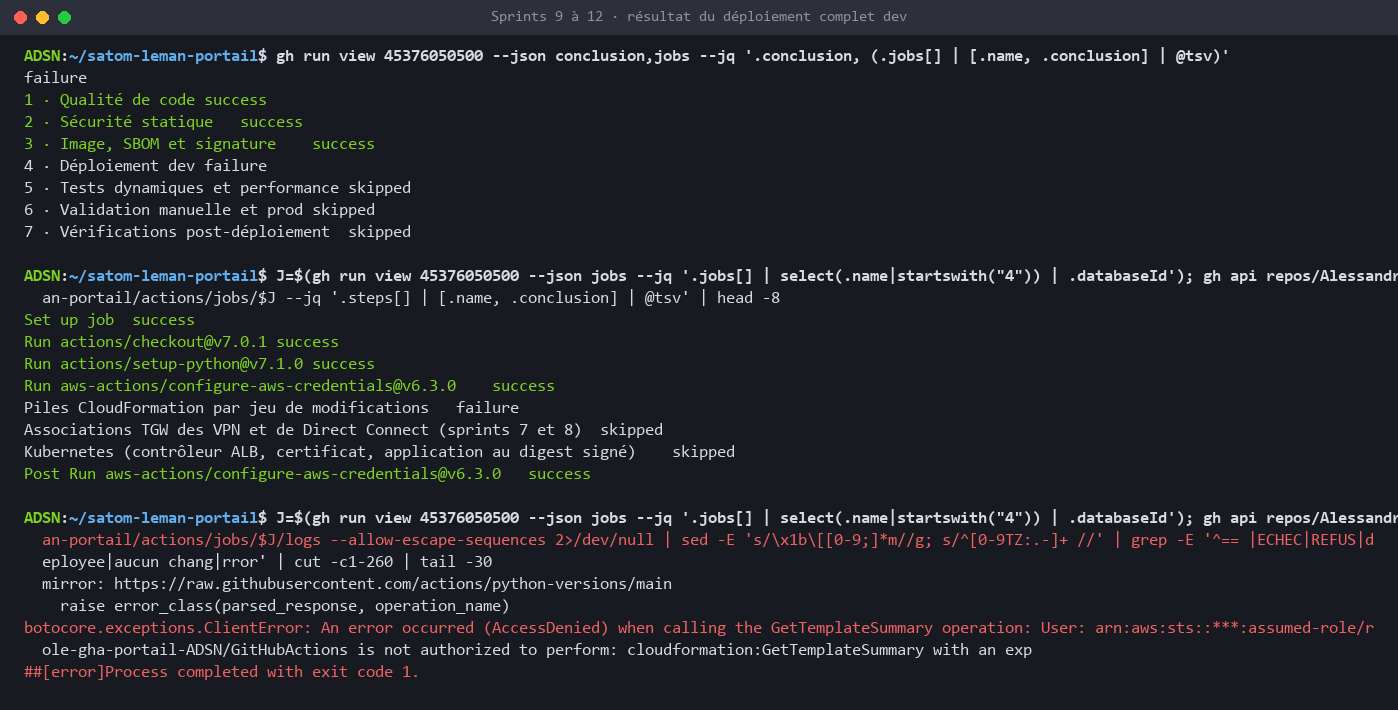 Sprints 9 à 12 · résultat du déploiement complet dev
ADSN:~/satom-leman-portail$ gh run view 45376050500 --json conclusion,jobs --jq '.conclusion, (.jobs[] | [.name, .conclusion] | @tsv)'
failure
1 · Qualité de code success
2 · Sécurité statique   success
3 · Image, SBOM et signature    success
4 · Déploiement dev failure
5 · Tests dynamiques et performance skipped
6 · Validation manuelle et prod skipped
7 · Vérifications post-déploiement  skipped
ADSN:~/satom-leman-portail$ J=$(gh run view 45376050500 --json jobs --jq '.jobs[] | select(.name|startswith("4")) | .databaseId'); gh api repos/Alessandr
an-portail/actions/jobs/$J --jq '.steps[] | [.name, .conclusion] | @tsv' | head -8
Set up job  success
Run actions/checkout@v7.0.1 success
Run actions/setup-python@v7.1.0 success
Run aws-actions/configure-aws-credentials@v6.3.0    success
Piles CloudFormation par jeu de modifications   failure
Associations TGW des VPN et de Direct Connect (sprints 7 et 8)  skipped
Kubernetes (contrôleur ALB, certificat, application au digest signé)    skipped
Post Run aws-actions/configure-aws-credentials@v6.3.0   success
ADSN:~/satom-leman-portail$ J=$(gh run view 45376050500 --json jobs --jq '.jobs[] | select(.name|startswith("4")) | .databaseId'); gh api repos/Alessandr
an-portail/actions/jobs/$J/logs --allow-escape-sequences 2>/dev/null | sed -E 's/\x1b\[[0-9;]*m//g; s/^[0-9TZ:.-]+ //' | grep -E '^== |ECHEC|REFUS|d
eployee|aucun chang|rror' | cut -c1-260 | tail -30
mirror: https://raw.githubusercontent.com/actions/python-versions/main
raise error_class(parsed_response, operation_name)
botocore.exceptions.ClientError: An error occurred (AccessDenied) when calling the GetTemplateSummary operation: User: arn:aws:sts::***:assumed-role/r
ole-gha-portail-ADSN/GitHubActions is not authorized to perform: cloudformation:GetTemplateSummary with an exp
##[error]Process completed with exit code 1.